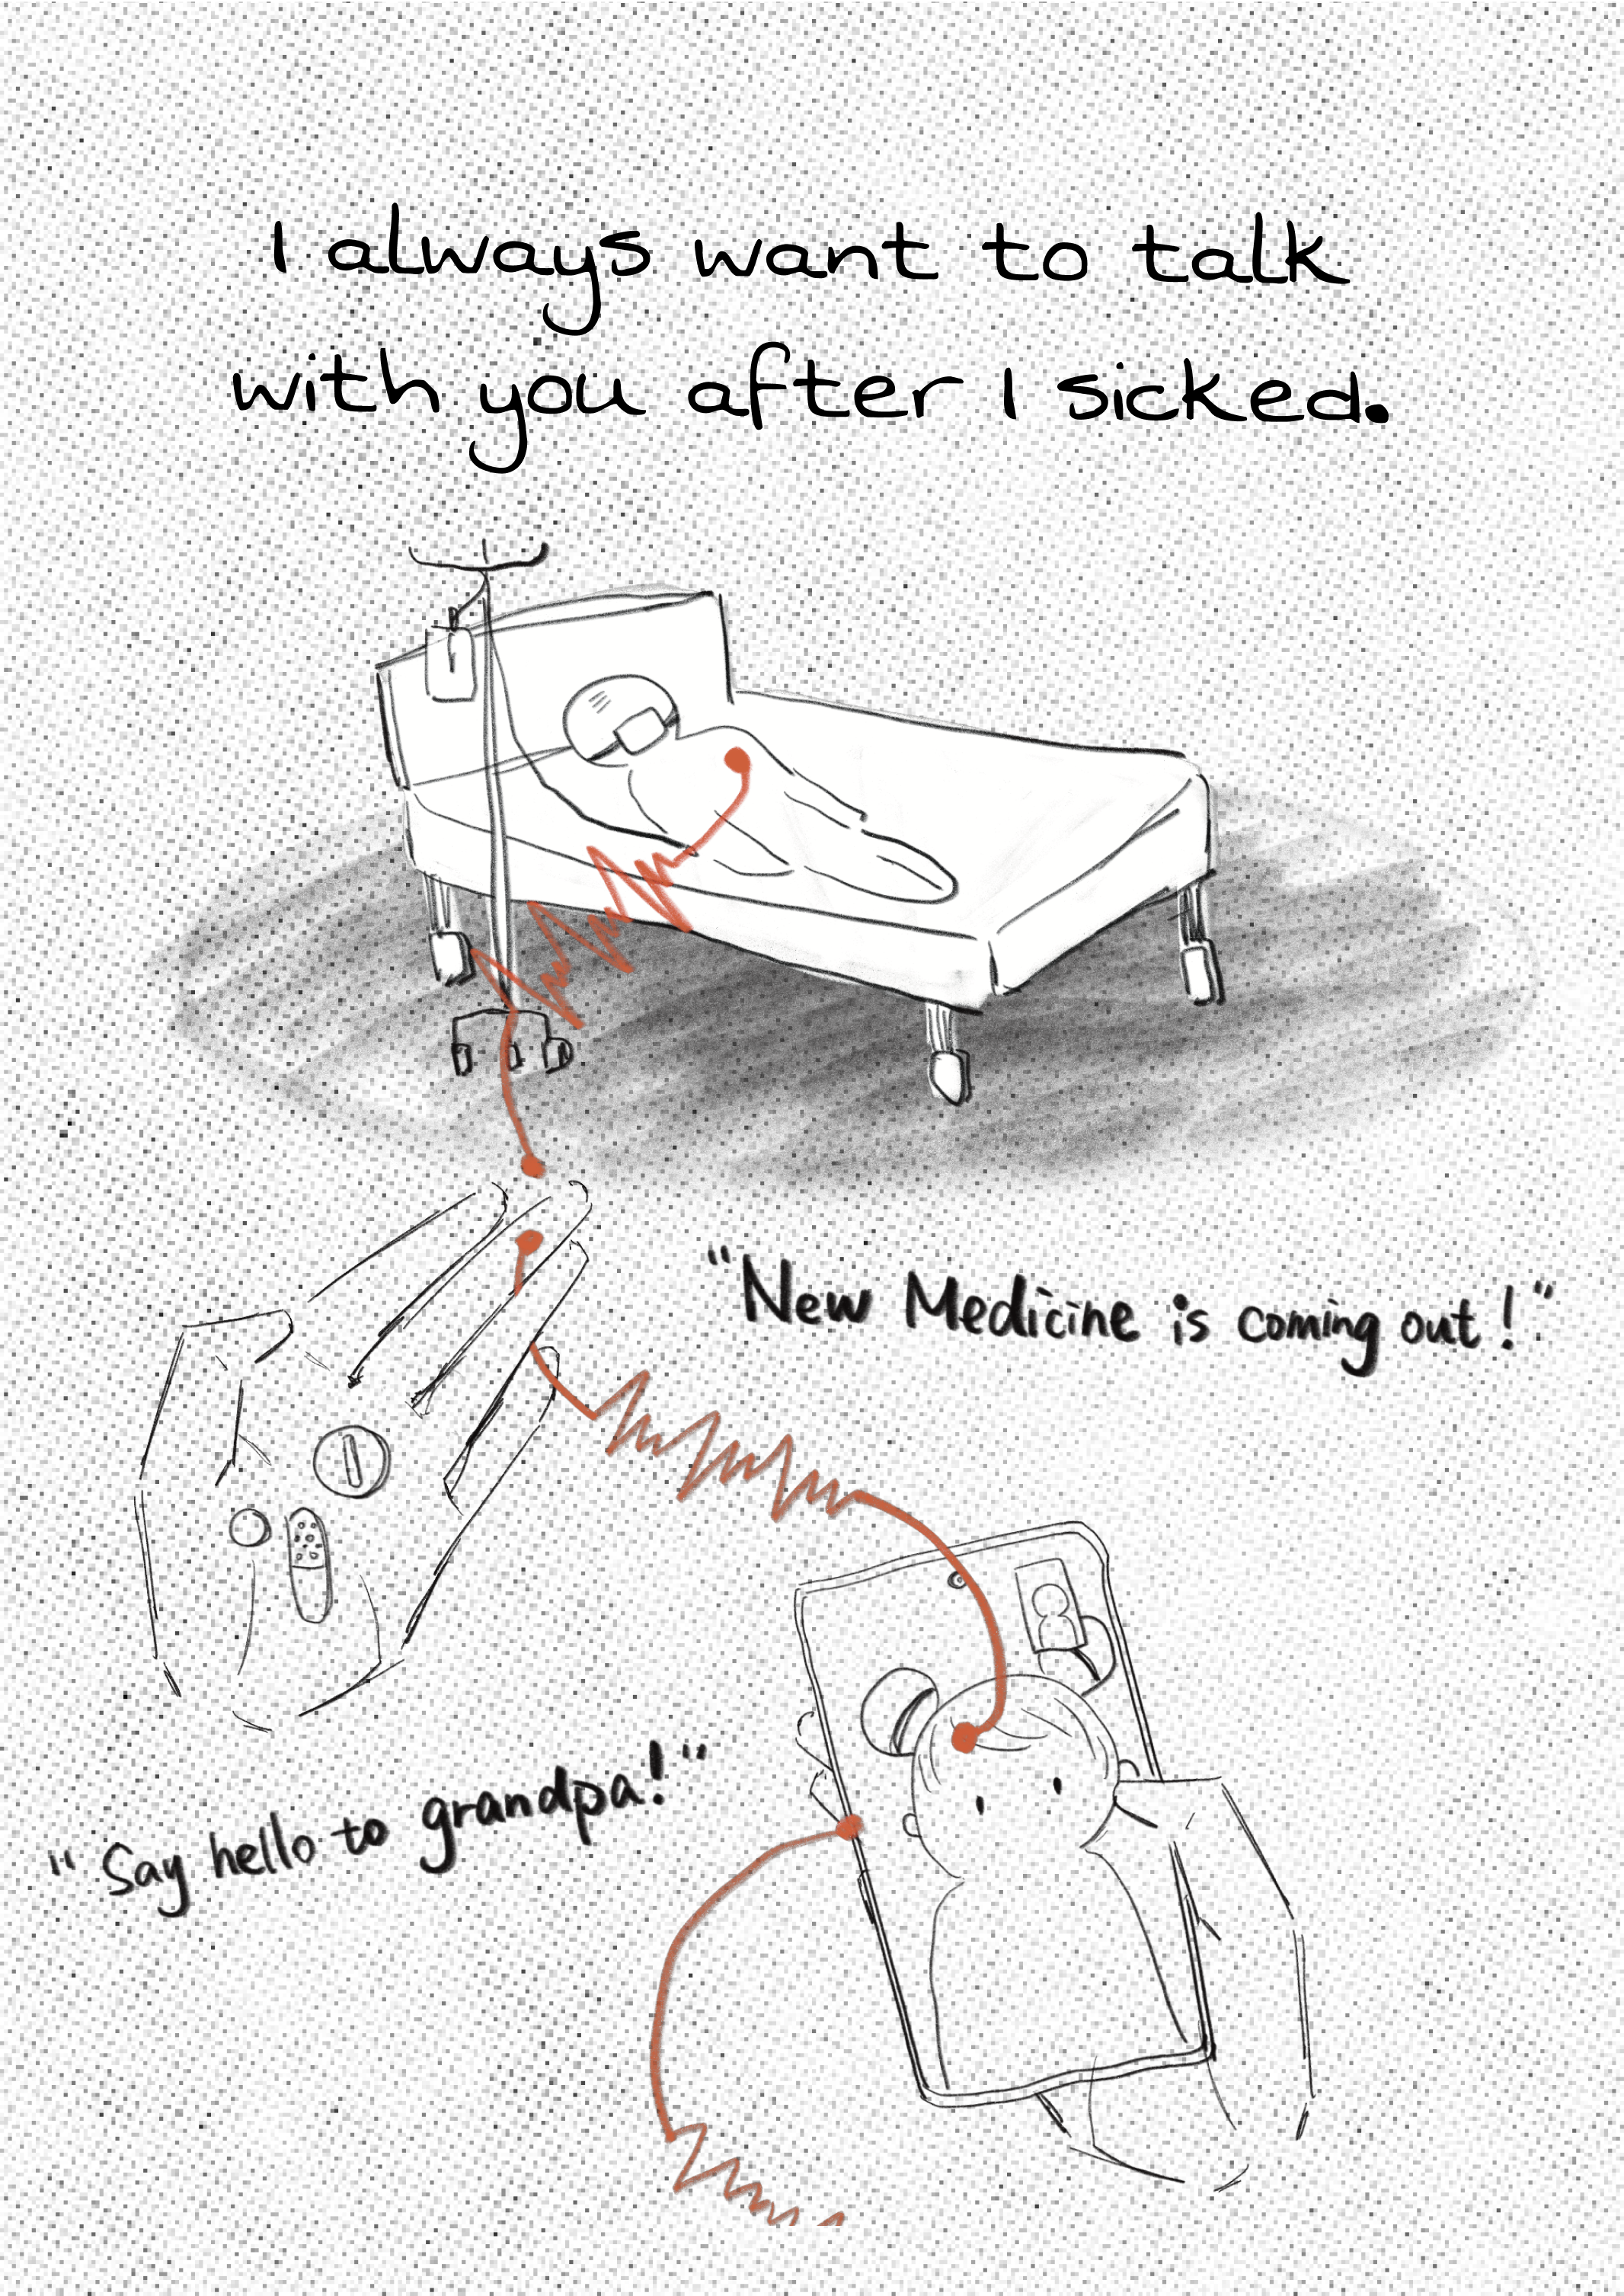 I always want to talk
with you after I sicked.
"New Medicine is coming out!"
"Say hello to grandpa!"